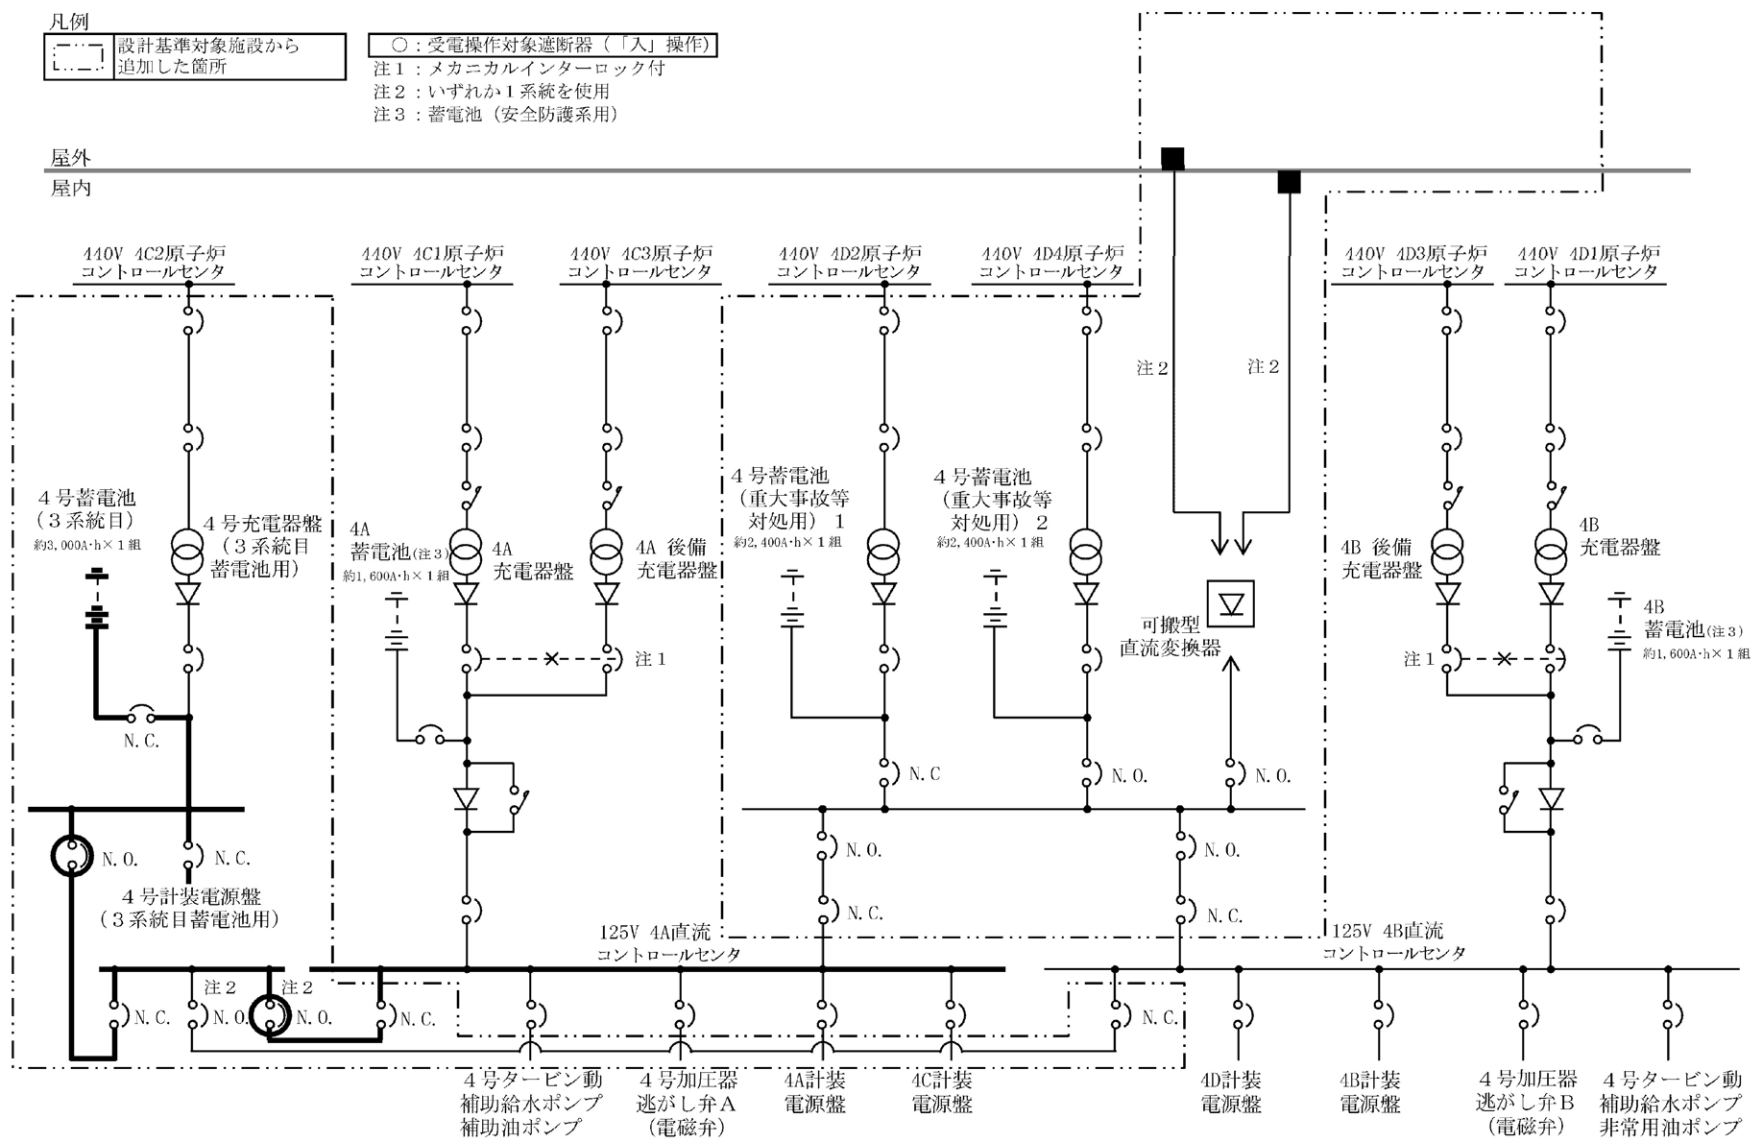 凡例
設計基準対象施設から
追加した箇所
○：受電操作対象遮断器（「入」操作）
注１：メカニカルインターロック付
注２：いずれか１系統を使用
注３：蓄電池（安全防護系用）
屋外
屋内
440V 4C2原子炉
コントロールセンタ
440V 4C1原子炉
コントロールセンタ
440V 4C3原子炉
コントロールセンタ
440V 4D2原子炉
コントロールセンタ
440V 4D4原子炉
コントロールセンタ
440V 4D3原子炉
コントロールセンタ
440V 4D1原子炉
コントロールセンタ
注２
注２
４号蓄電池
（３系統目）
約3,000A・h×１組
４号充電器盤
（３系統目
蓄電池用）
4A
蓄電池(注３)
約1,600A・h×１組
4A
充電器盤
4A 後備
充電器盤
４号蓄電池
（重大事故等
対処用）１
約2,400A・h×１組
４号蓄電池
（重大事故等
対処用）２
約2,400A・h×１組
可搬型
直流変換器
4B 後備
充電器盤
4B
充電器盤
4B
蓄電池(注３)
約1,600A・h×１組
注１
注１
N.C.
N.C
N.O.
N.O.
N.O.
N.C.
N.O.
N.O.
N.C.
N.C.
４号計装電源盤
（３系統目蓄電池用）
125V 4A直流
コントロールセンタ
125V 4B直流
コントロールセンタ
注２
注２
N.C.
N.O.
N.O.
N.C.
N.C.
４号タービン動
補助給水ポンプ
補助油ポンプ
４号加圧器
逃がし弁Ａ
（電磁弁）
4A計装
電源盤
4C計装
電源盤
4D計装
電源盤
4B計装
電源盤
４号加圧器
逃がし弁Ｂ
（電磁弁）
４号タービン動
補助給水ポンプ
非常用油ポンプ